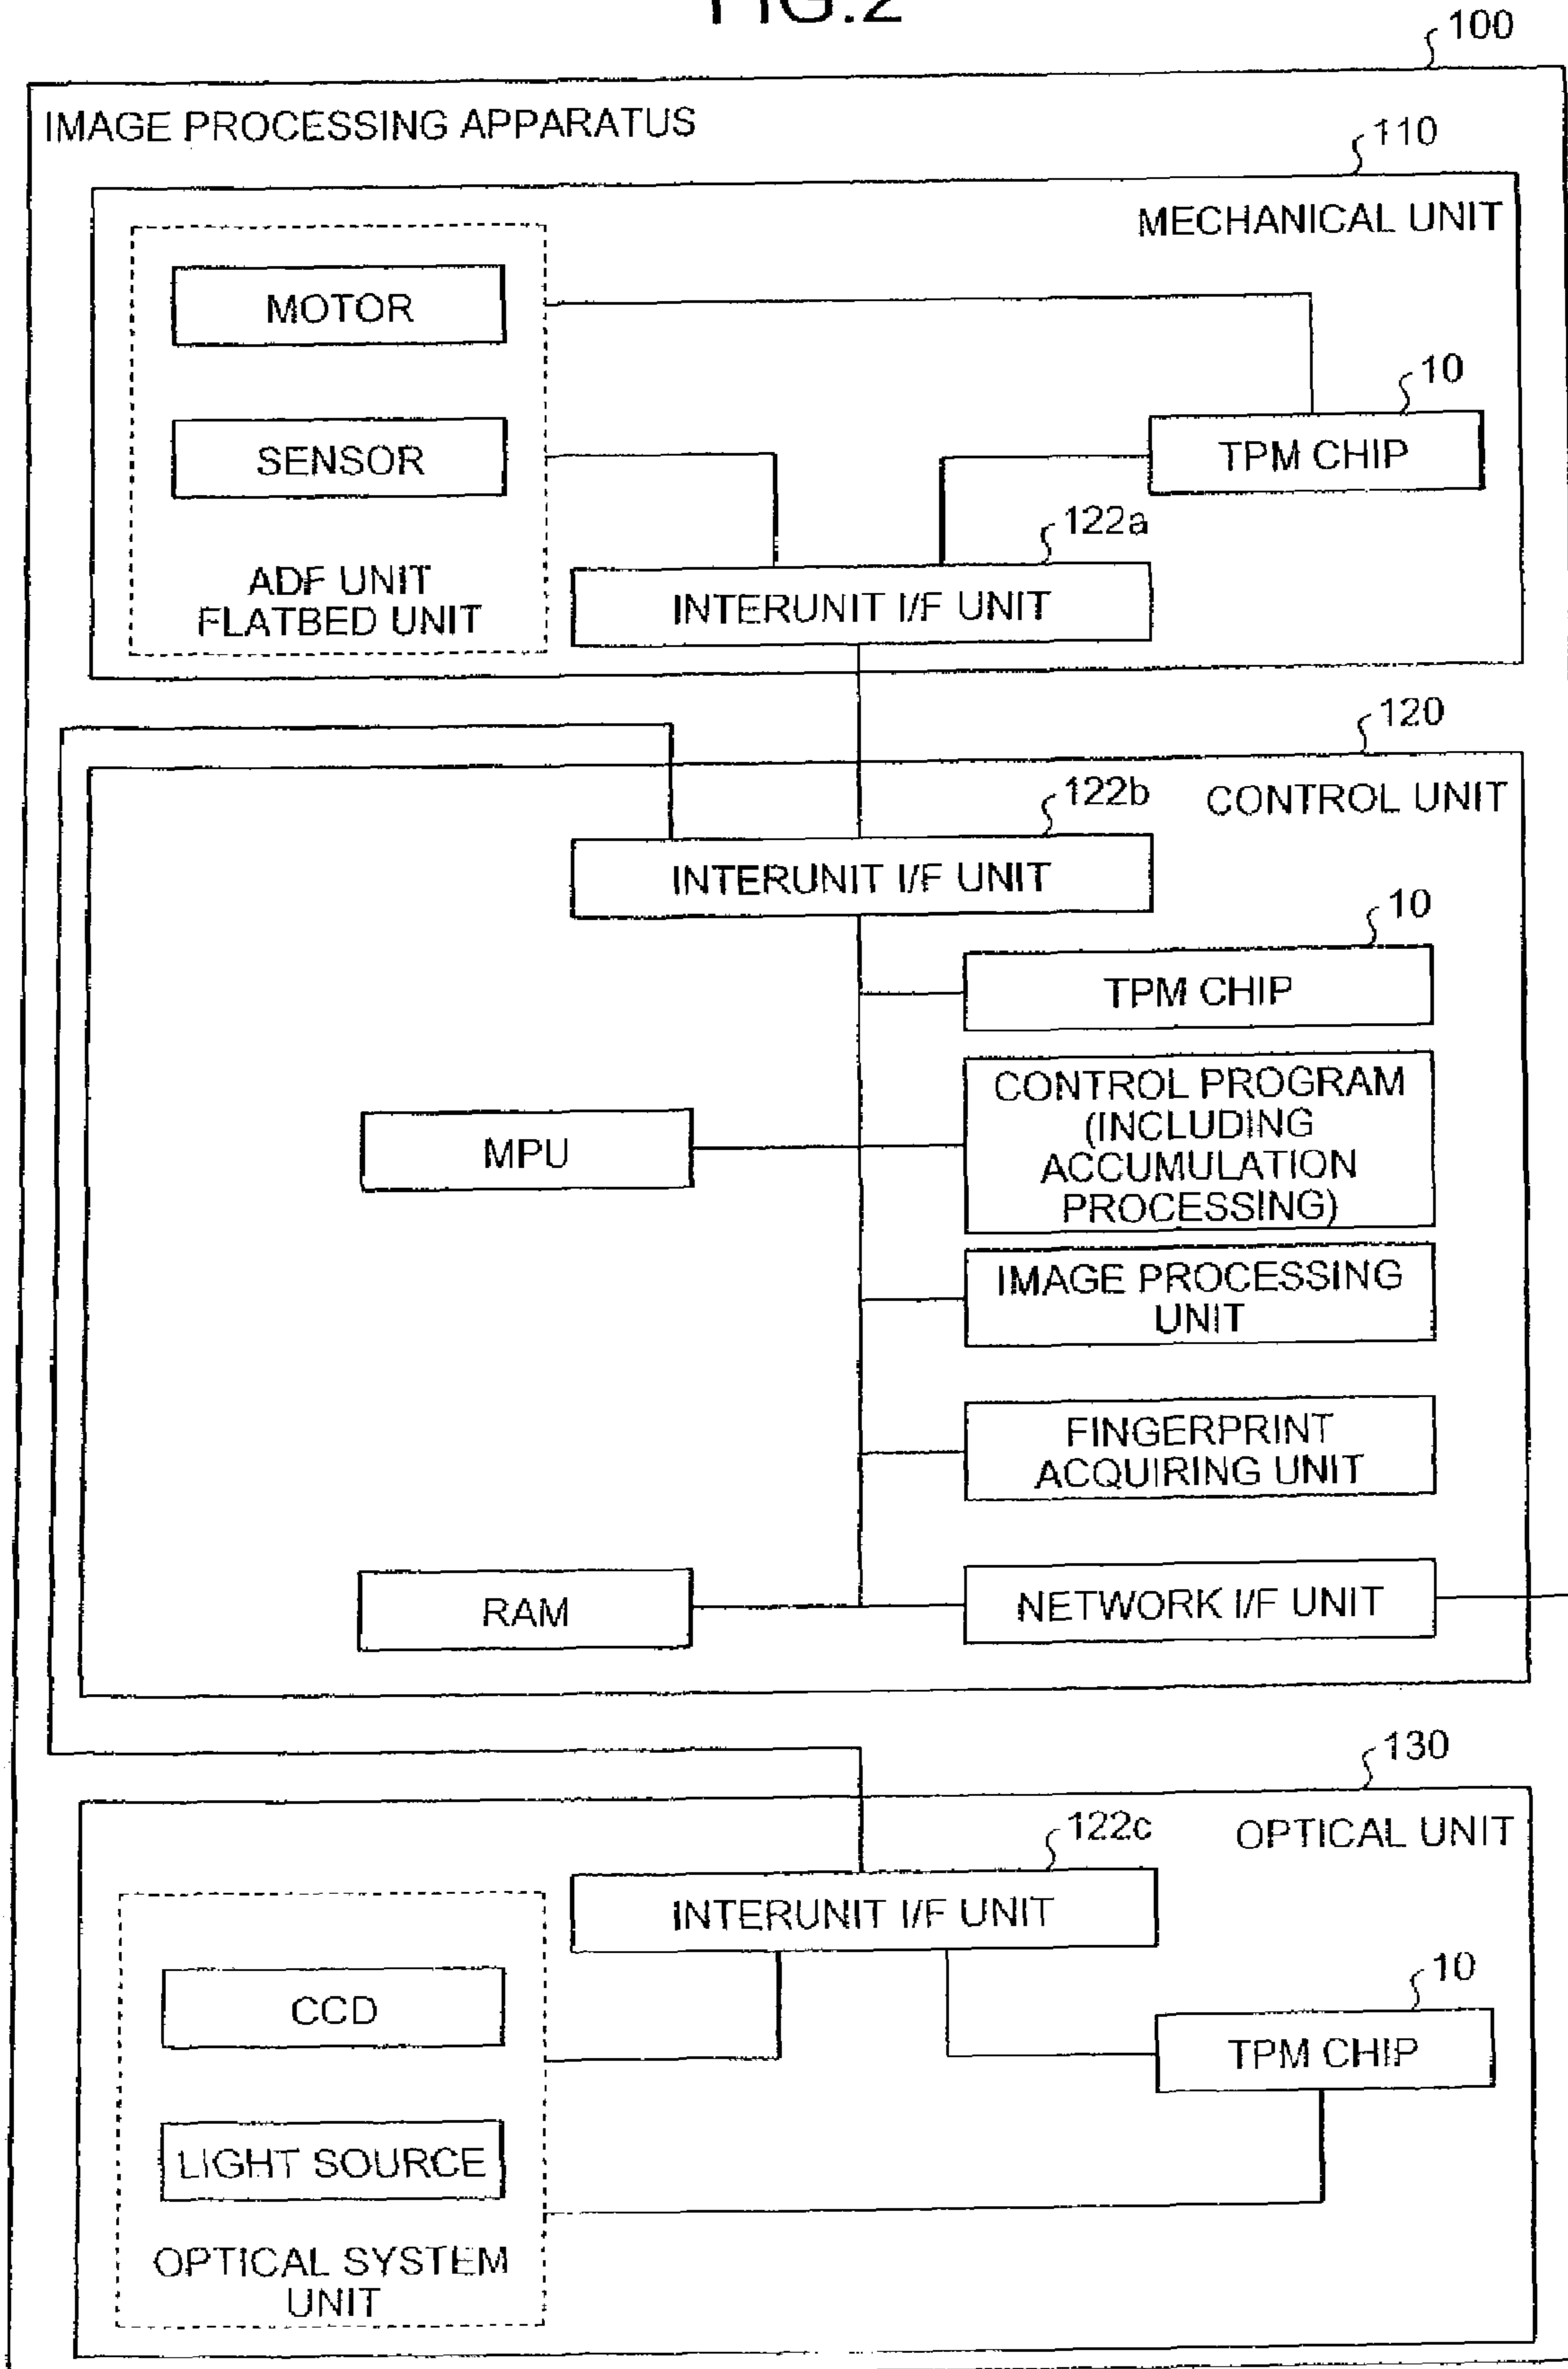 FIG.2
100
IMAGE PROCESSING APPARATUS
110
MECHANICAL UNIT
MOTOR
10
SENSOR
TPM CHIP
122a
ADF UNIT
FLATBED UNIT
INTERUNIT I/F UNIT
120
122b
CONTROL UNIT
INTERUNIT I/F UNIT
10
TPM CHIP
CONTROL PROGRAM
(INCLUDING
ACCUMULATION
PROCESSING)
MPU
IMAGE PROCESSING
UNIT
FINGERPRINT
ACQUIRING UNIT
RAM
NETWORK I/F UNIT
130
122c
OPTICAL UNIT
INTERUNIT I/F UNIT
10
CCD
TPM CHIP
LIGHT SOURCE
OPTICAL SYSTEM
UNIT